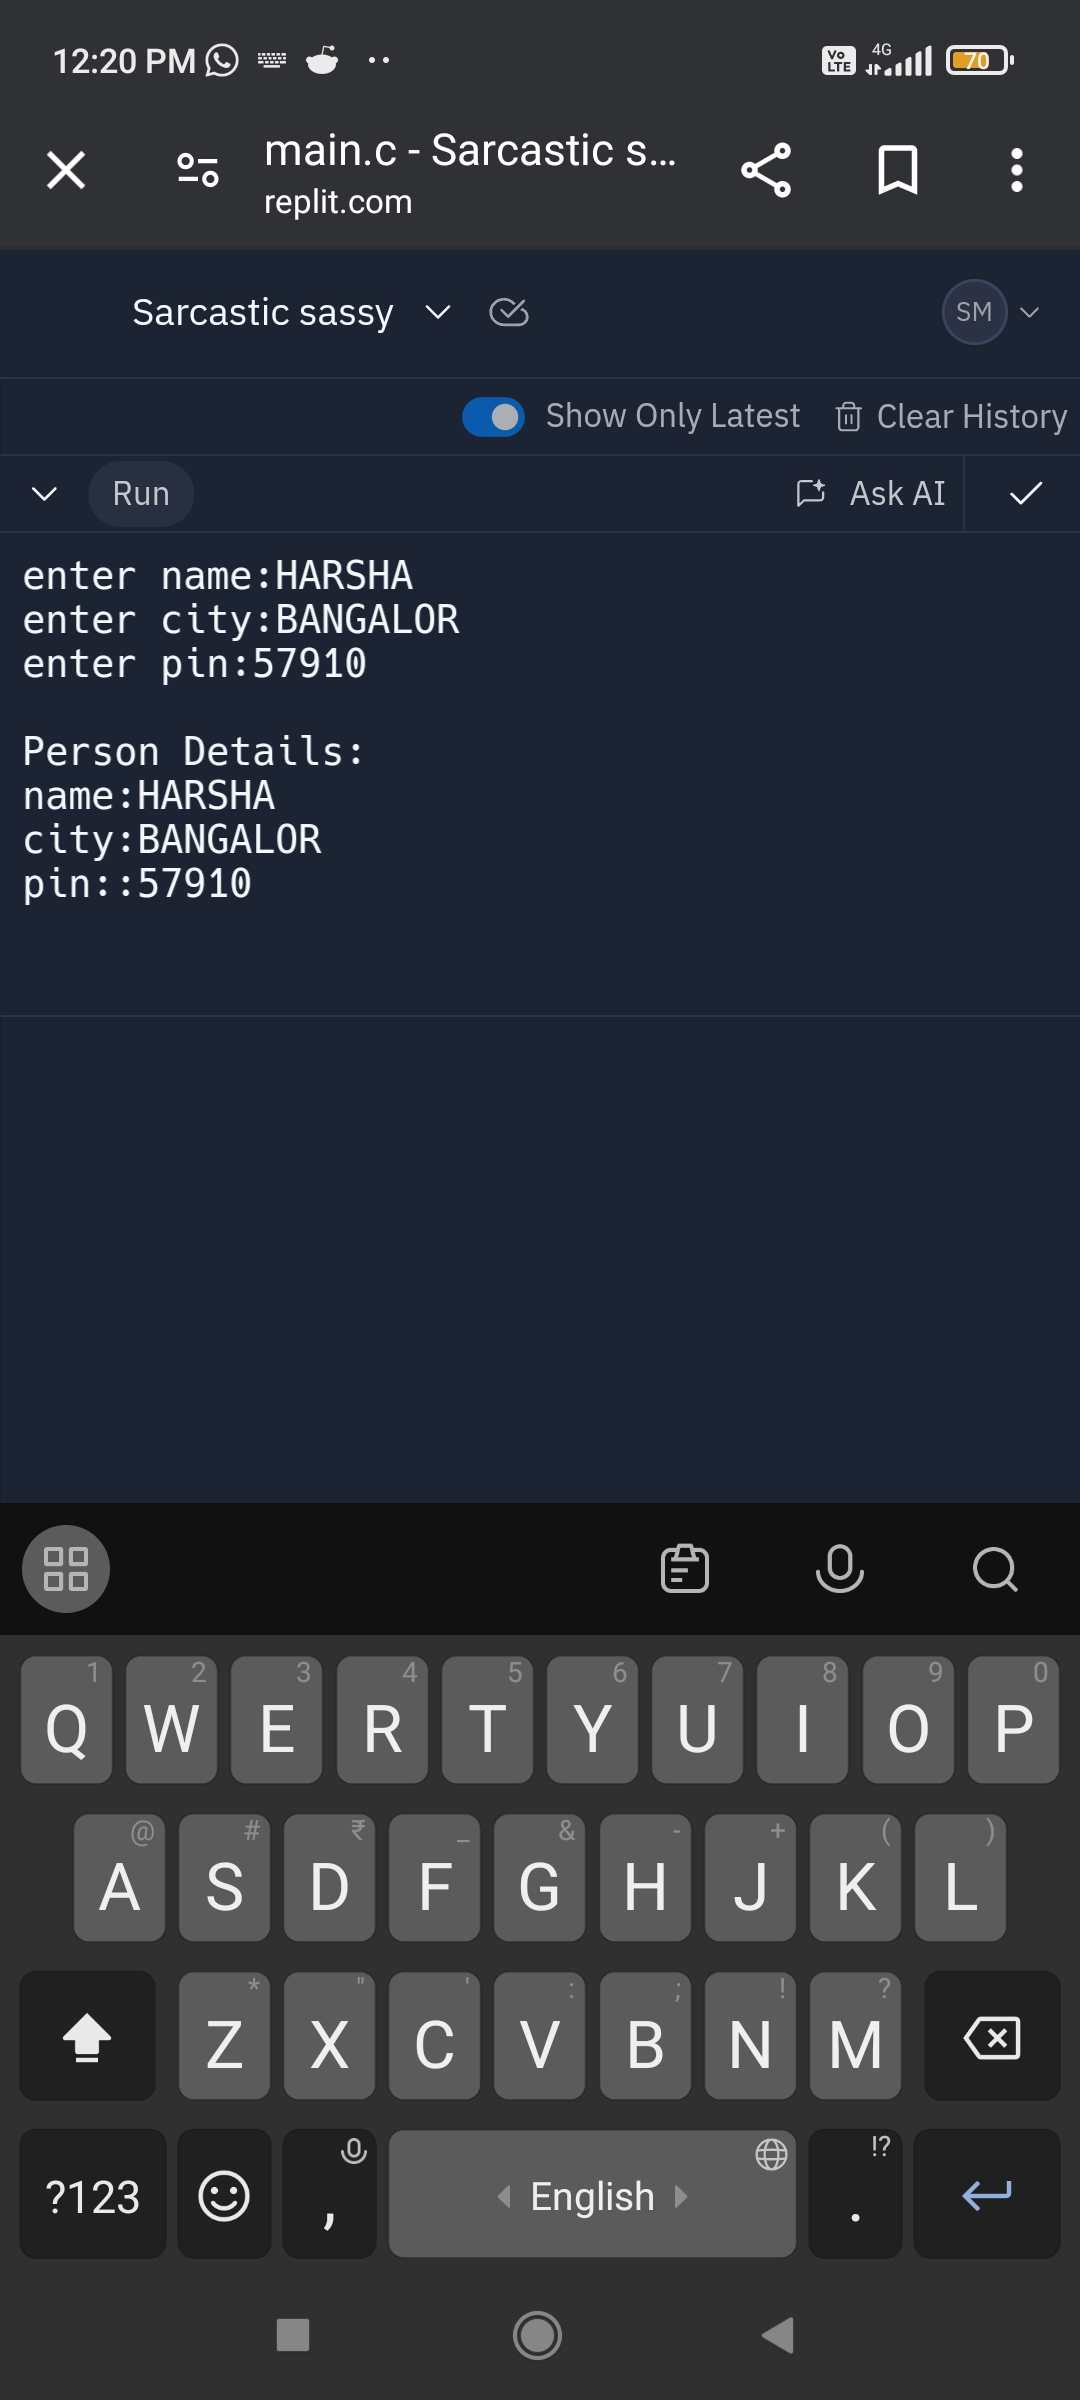 12:20 PM
Vo LTE 4G 70
main.c - Sarcastic s...
replit.com
Sarcastic sassy
SM
Show Only Latest Clear History
Run Ask AI
enter name:HARSHA
enter city:BANGALOR
enter pin:57910
Person Details:
name:HARSHA
city:BANGALOR
pin::57910
1 2 3 4 5 6 7 8 9 0
Q W E R T Y U I O P
@ # ₹ _ & - + ( )
A S D F G H J K L
* " ' : ; ! ?
Z X C V B N M
!?
?123 , English .